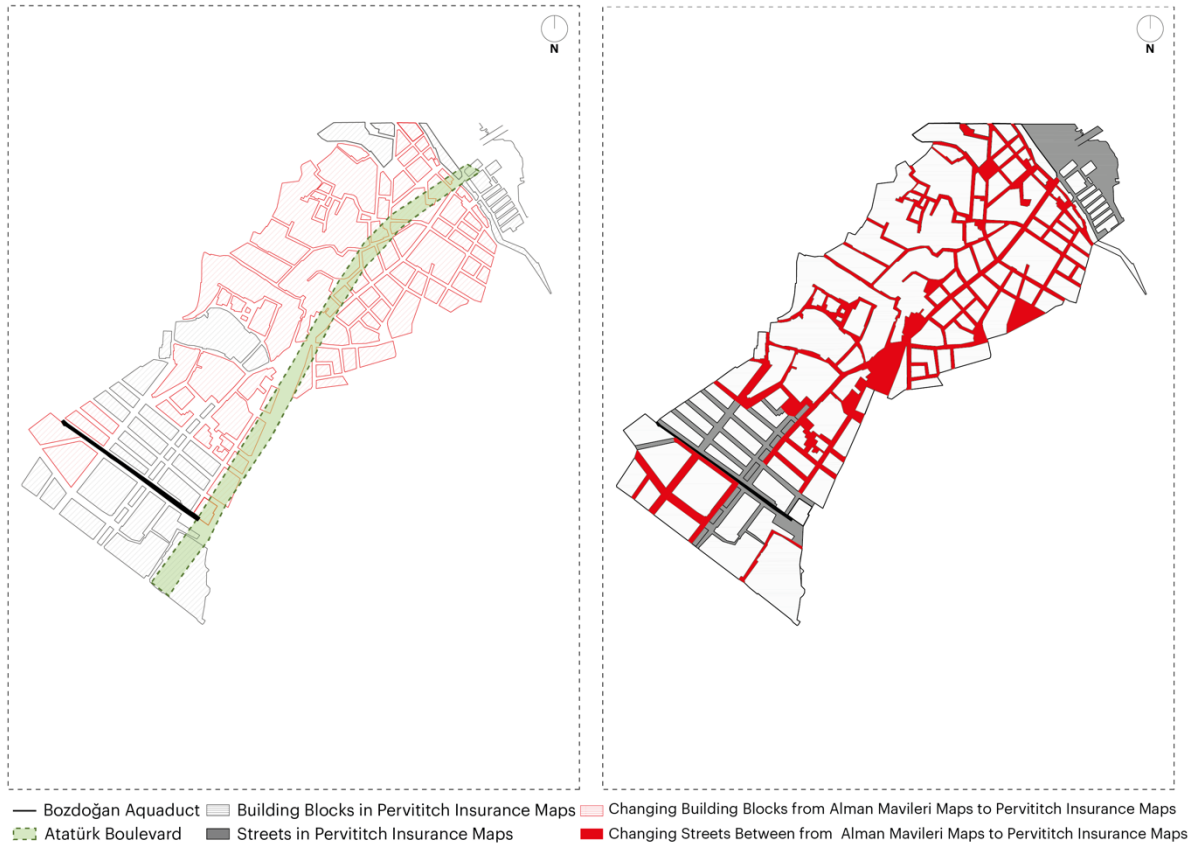 N
N
Bozdoğan Aquaduct Building Blocks in Pervititch Insurance Maps Changing Building Blocks from Alman Mavileri Maps to Pervititch Insurance Maps
Atatürk Boulevard Streets in Pervititch Insurance Maps Changing Streets Between from Alman Mavileri Maps to Pervititch Insurance Maps